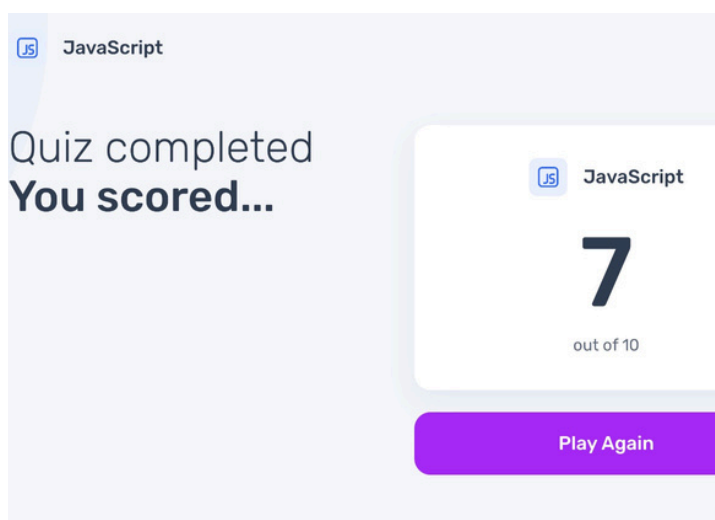 JS JavaScript
Quiz completed
You scored...
JS JavaScript
7
out of 10
Play Again